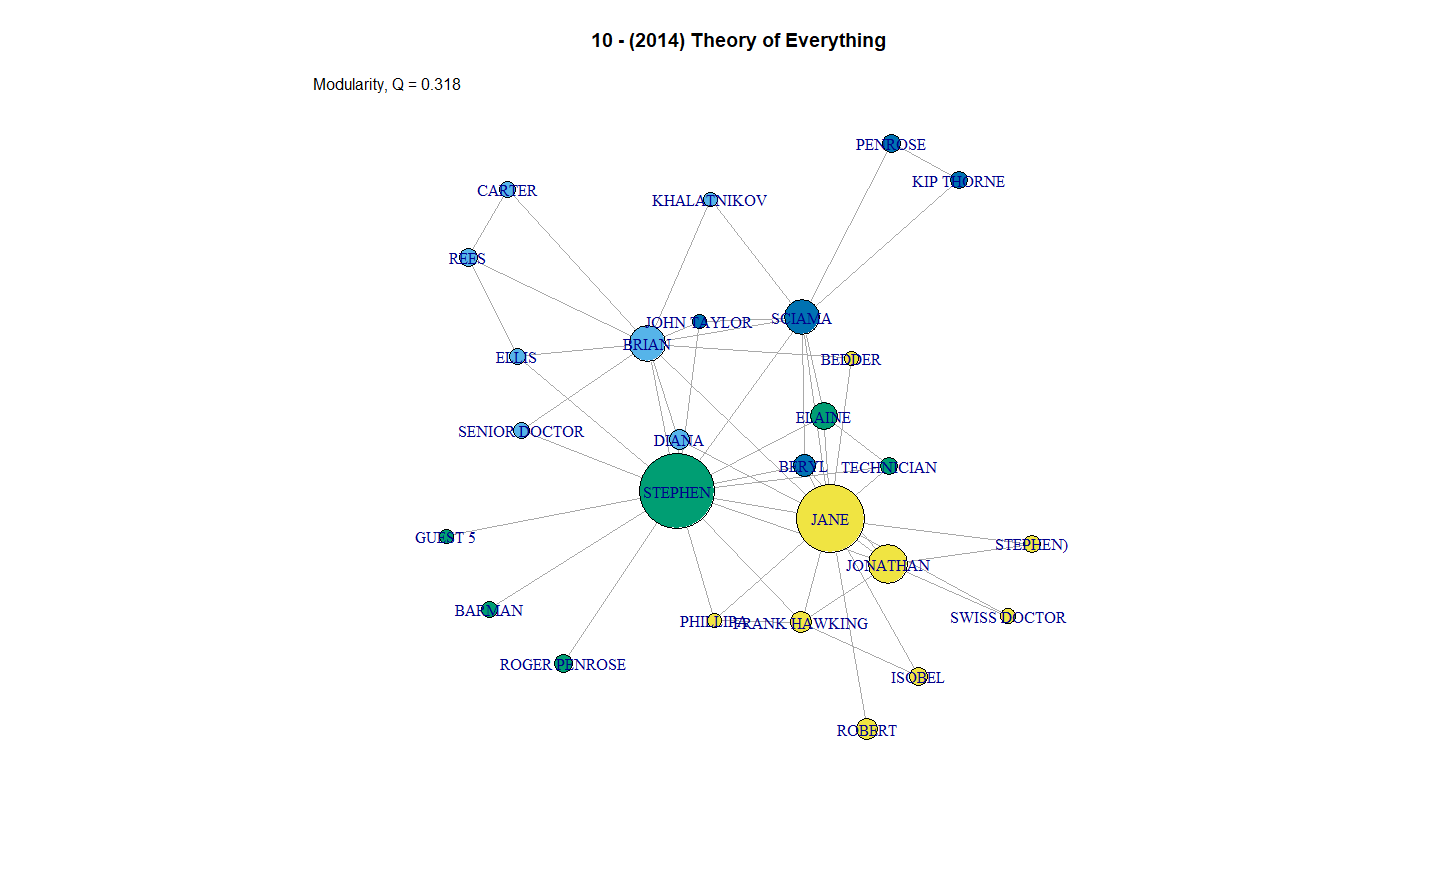 10 - (2014) Theory of Everything
Modularity, Q = 0.318
PENROSE
KIP THORNE
CARTER
KHALATNIKOV
REES
JOHN TAYLOR
SCIAMA
BRIAN
ELLIS
BEDDER
ELAINE
SENIOR DOCTOR
DIANA
BERYL
TECHNICIAN
STEPHEN
JANE
GUEST 5
STEPHEN)
JONATHAN
BARMAN
PHILLIPA
FRANK HAWKING
SWISS DOCTOR
ROGER PENROSE
ISOBEL
ROBERT